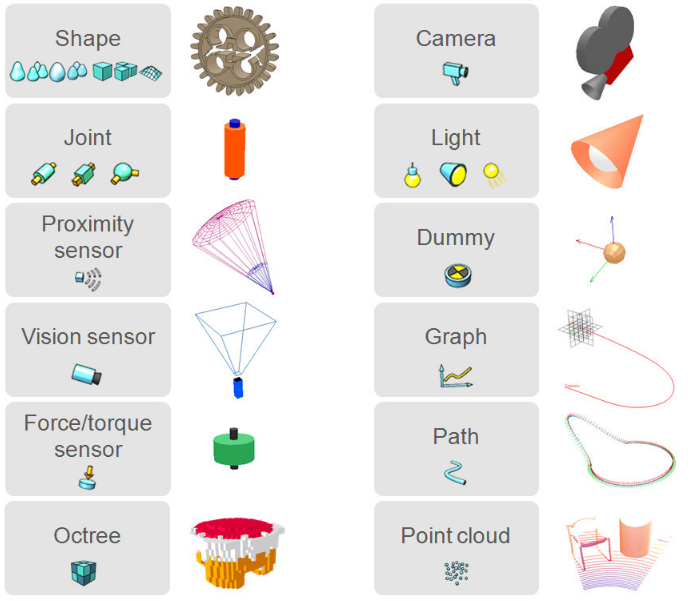 Shape
Camera
Joint
Light
Proximity
sensor
Dummy
Vision sensor
Graph
Force/torque
sensor
Path
Octree
Point cloud